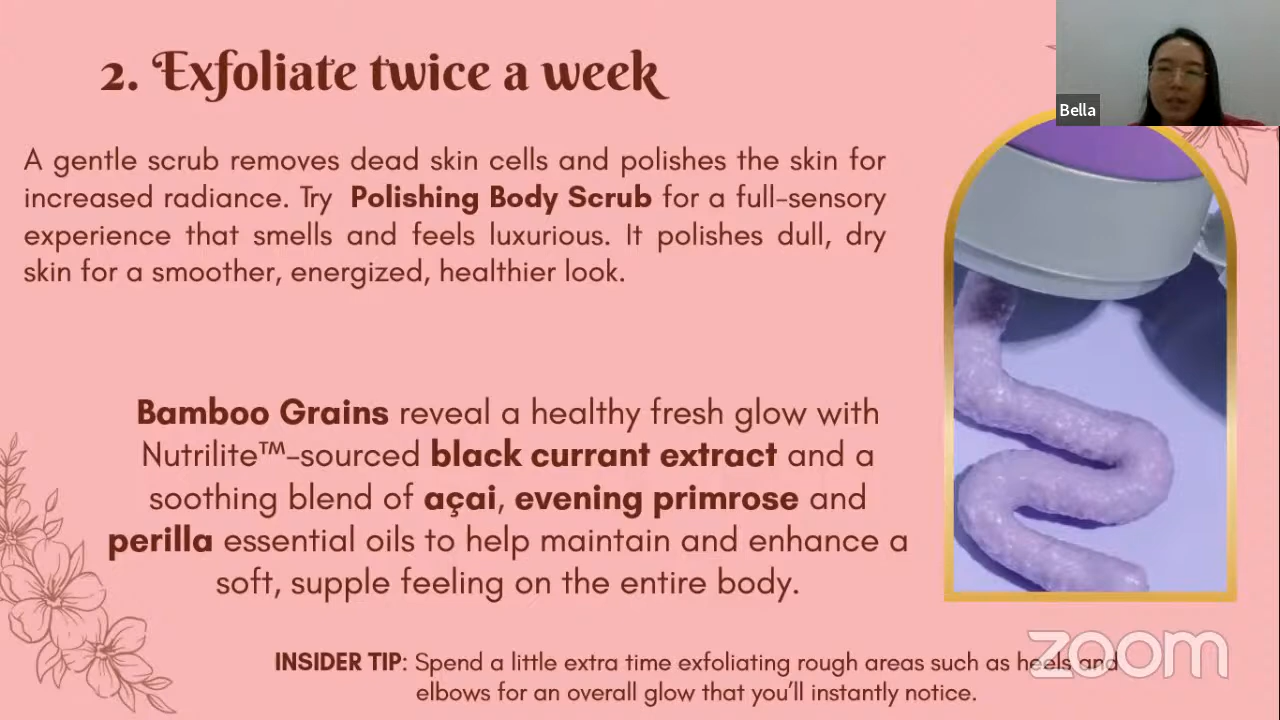 2. Exfoliate twice a week
Bella
A gentle scrub removes dead skin cells and polishes the skin for
increased radiance. Try Polishing Body Scrub for a full-sensory
experience that smells and feels luxurious. It polishes dull, dry
skin for a smoother, energized, healthier look.
Bamboo Grains reveal a healthy fresh glow with
Nutrilite™-sourced black currant extract and a
soothing blend of açai, evening primrose and
perilla essential oils to help maintain and enhance a
soft, supple feeling on the entire body.
INSIDER TIP: Spend a little extra time exfoliating rough areas such as heels and
elbows for an overall glow that you'll instantly notice.
zoom